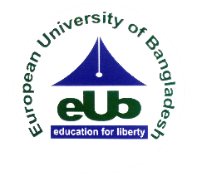 European University of Bangladesh
eUb
education for liberty